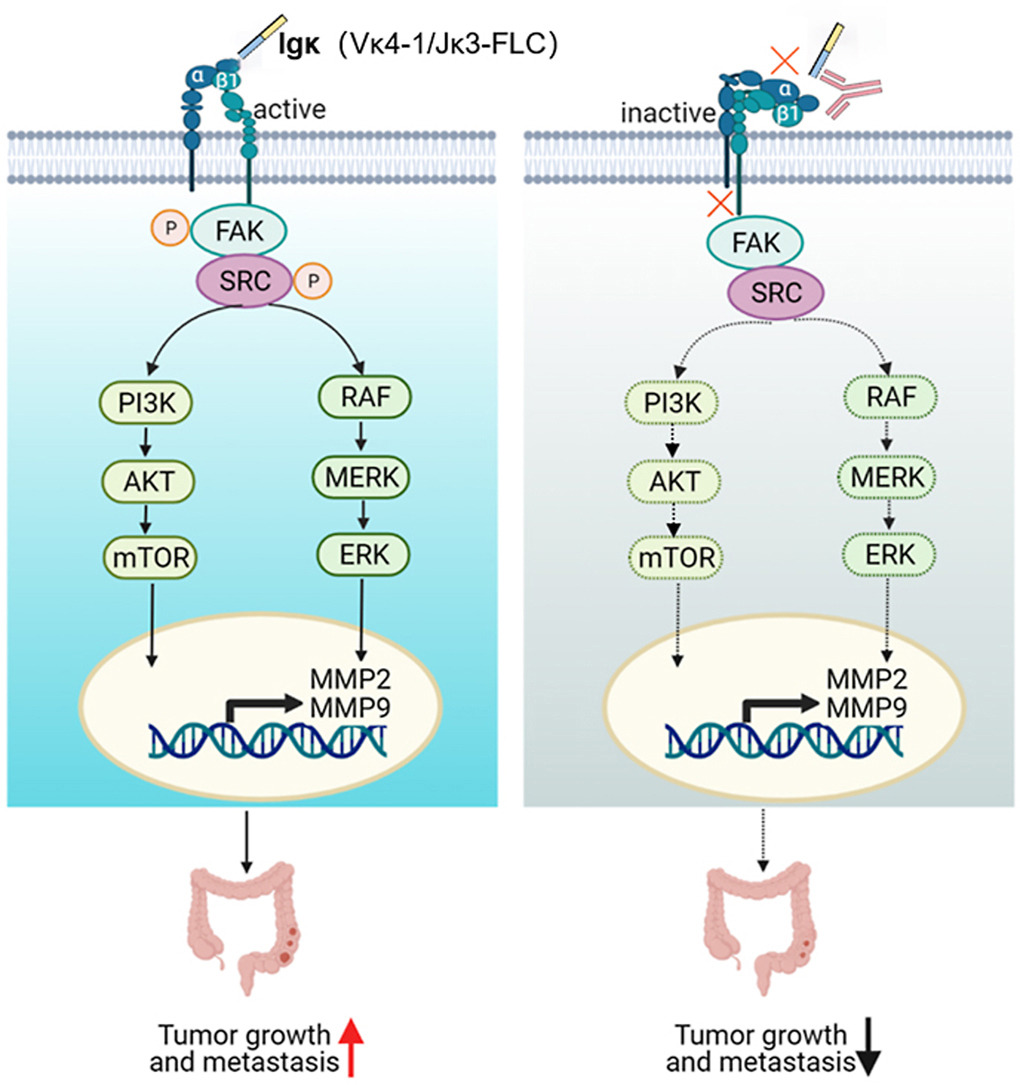 Igκ (Vκ4-1/Jκ3-FLC)
α
β1
active
P
FAK
SRC
P
PI3K
RAF
AKT
MERK
mTOR
ERK
MMP2
MMP9
Tumor growth
and metastasis
α
β1
inactive
FAK
SRC
PI3K
RAF
AKT
MERK
mTOR
ERK
MMP2
MMP9
Tumor growth
and metastasis